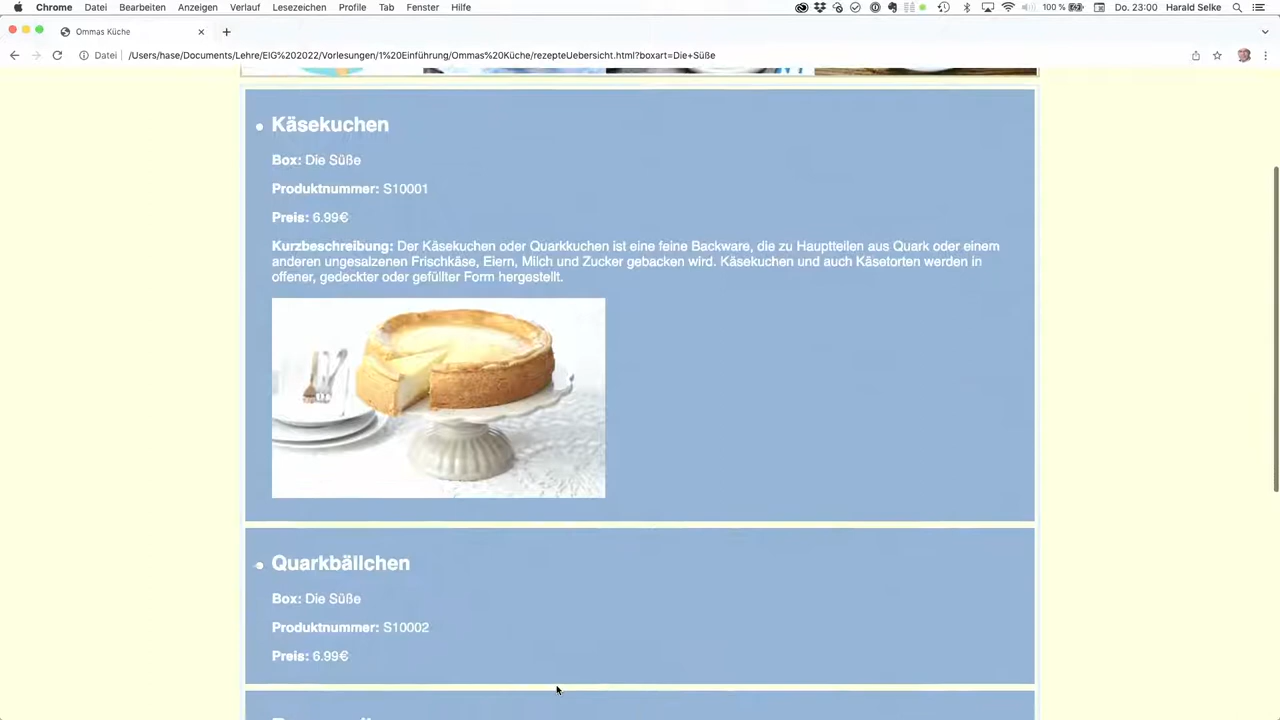 Chrome Datei Bearbeiten Anzeigen Verlauf Lesezeichen Profile Tab Fenster Hilfe 100 % Do. 23:00 Harald Selke
Ommas Küche
Datei /Users/hase/Documents/Lehre/EIG%202022/Vorlesungen/1%20Einführung/Ommas%20Küche/rezepteUebersicht.html?boxart=Die+Süße
Käsekuchen
Box: Die Süße
Produktnummer: S10001
Preis: 6.99€
Kurzbeschreibung: Der Käsekuchen oder Quarkkuchen ist eine feine Backware, die zu Hauptteilen aus Quark oder einem
anderen ungesalzenen Frischkäse, Eiern, Milch und Zucker gebacken wird. Käsekuchen und auch Käsetorten werden in
offener, gedeckter oder gefüllter Form hergestellt.
Quarkbällchen
Box: Die Süße
Produktnummer: S10002
Preis: 6.99€